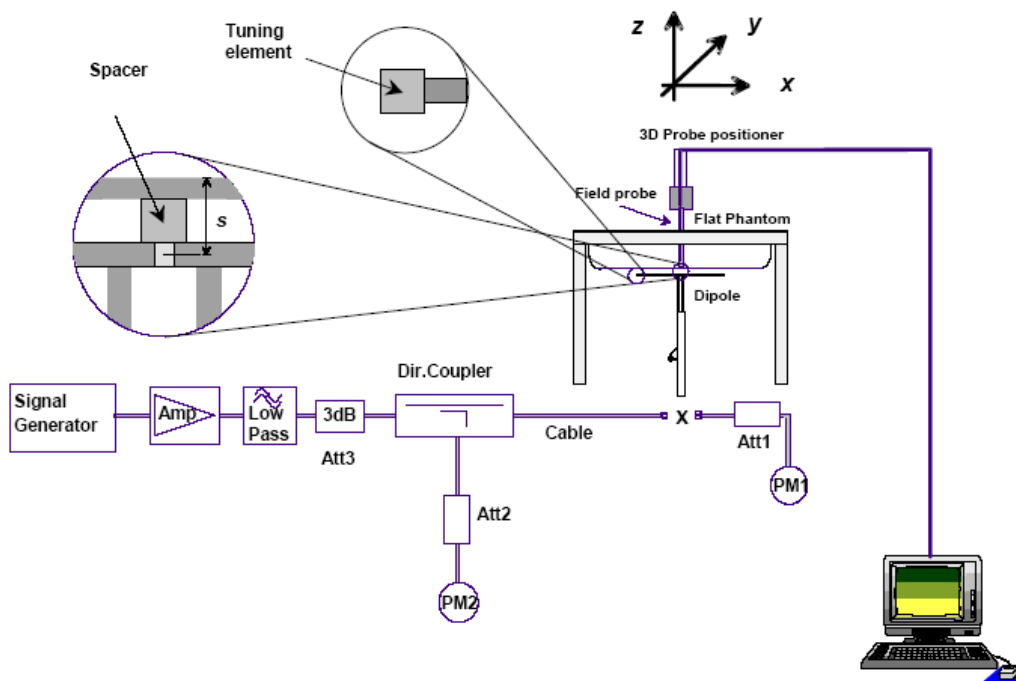 Tuning
element
Spacer
z
y
x
3D Probe positioner
s
Field probe
Flat Phantom
Dipole
Dir.Coupler
Signal
Generator
Amp
Low
Pass
3dB
Att3
Cable
X
Att1
PM1
Att2
PM2